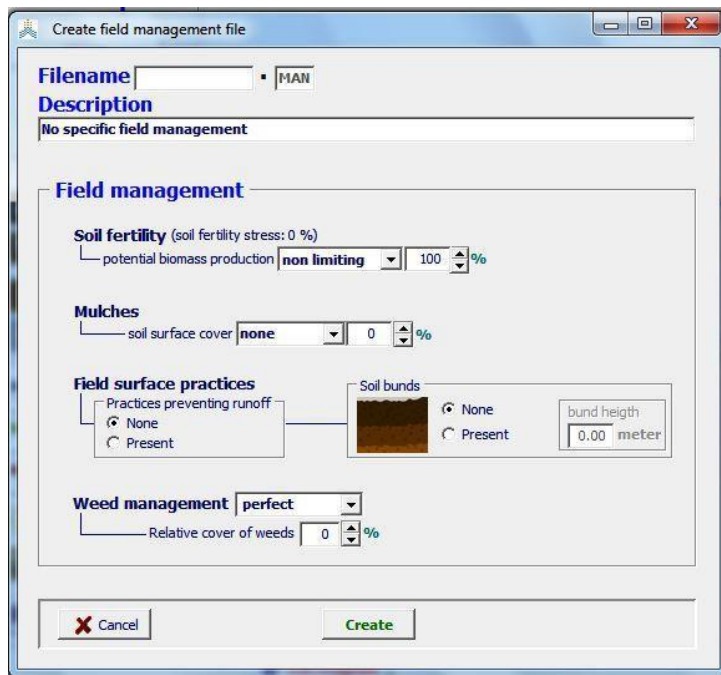 Create field management file
Filename . MAN
Description
No specific field management
Field management
Soil fertility (soil fertility stress: 0 %)
potential biomass production non limiting 100 %
Mulches
soil surface cover none 0 %
Field surface practices
Practices preventing runoff
None
Present
Soil bunds
None
Present
bund heigth
0.00 meter
Weed management perfect
Relative cover of weeds 0 %
Cancel
Create